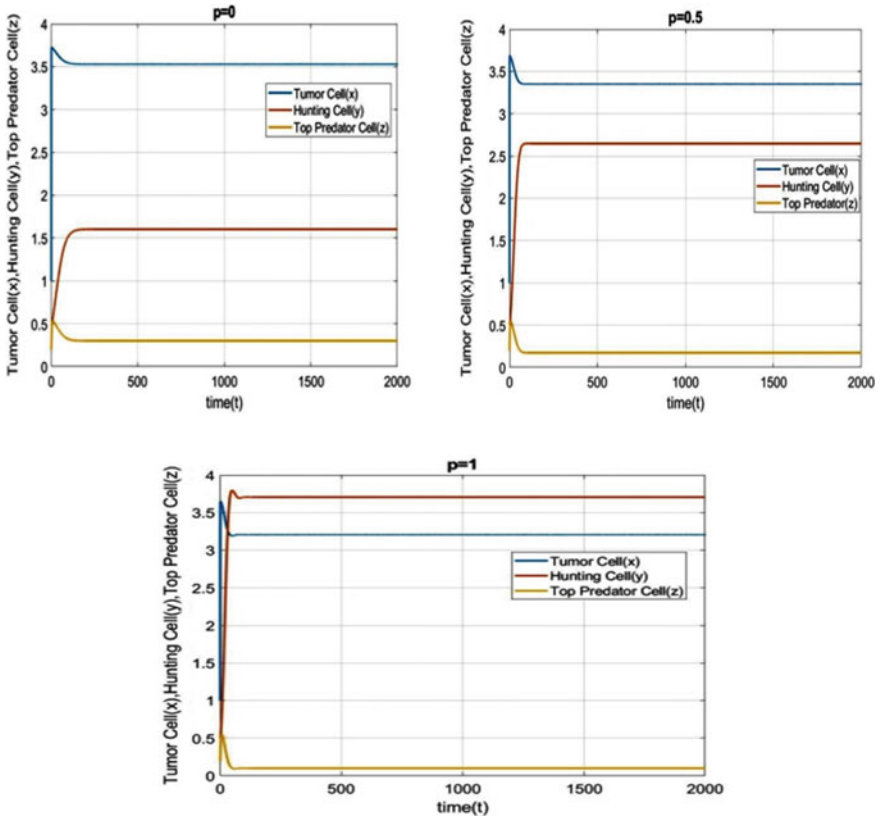 p=0
Tumor Cell(x),Hunting Cell(y),Top Predator Cell(z)
4
3.5
3
2.5
2
1.5
1
0.5
0
Tumor Cell(x)
Hunting Cell(y)
Top Predator Cell(z)
0 500 1000 1500 2000
time(t)
p=0.5
Tumor Cell(x),Hunting Cell(y),Top Predator Cell(z)
4
3.5
3
2.5
2
1.5
1
0.5
0
Tumor Cell(x)
Hunting Cell(y)
Top Predator(z)
0 500 1000 1500 2000
time(t)
p=1
Tumor Cell(x),Hunting Cell(y),Top Predator Cell(z)
4
3.5
3
2.5
2
1.5
1
0.5
0
Tumor Cell(x)
Hunting Cell(y)
Top Predator Cell(z)
0 500 1000 1500 2000
time(t)